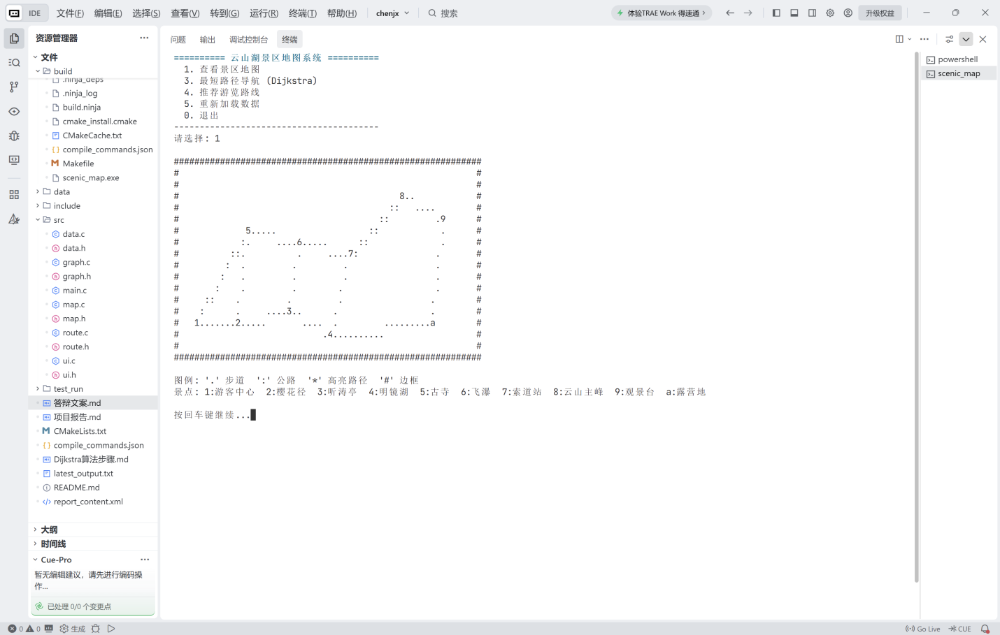 IDE 文件(F) 编辑(E) 选择(S) 查看(V) 转到(G) 运行(R) 终端(T) 帮助(H) chenjx 搜索 体验TRAE Work 得速通 升级权益
资源管理器
文件
build
.ninja_deps
.ninja_log
build.ninja
cmake_install.cmake
CMakeCache.txt
compile_commands.json
Makefile
scenic_map.exe
data
include
src
data.c
data.h
graph.c
graph.h
main.c
map.c
map.h
route.c
route.h
ui.c
ui.h
test_run
答辩文案.md
项目报告.md
CMakeLists.txt
compile_commands.json
Dijkstra算法步骤.md
latest_output.txt
README.md
report_content.xml
大纲
时间线
Cue-Pro
暂无编辑建议，请先进行编码操
作...
已处理 0/0 个变更点
问题 输出 调试控制台 终端
========== 云山湖景区地图系统 ==========
1. 查看景区地图
3. 最短路径导航 (Dijkstra)
4. 推荐游览路线
5. 重新加载数据
0. 退出
----------------------------------------
请选择: 1
############################################################
#                                                          #
#                                                          #
#                                           8..            #
#                                         ::   ....        #
#                                       ::         .9      #
#             5.....                  ::            .      #
#            :.     ....6.....      ::              .      #
#          ::.          .     ....7:               .       #
#         :  .         .         .                 .       #
#        :   .         .         .                 .       #
#       :    .         .        .                  .       #
#     ::    .         .         .                 .        #
#    :      .     ....3..      .                  .        #
#   1.......2.....       ....  .         .........a        #
#                            .4..........                  #
#                                                          #
############################################################
图例: '.' 步道  ':' 公路  '*' 高亮路径  '#' 边框
景点: 1:游客中心  2:樱花径  3:听涛亭  4:明镜湖  5:古寺  6:飞瀑  7:索道站  8:云山主峰  9:观景台  a:露营地
按回车键继续...
powershell
scenic_map
0 0 生成 Go Live CUE